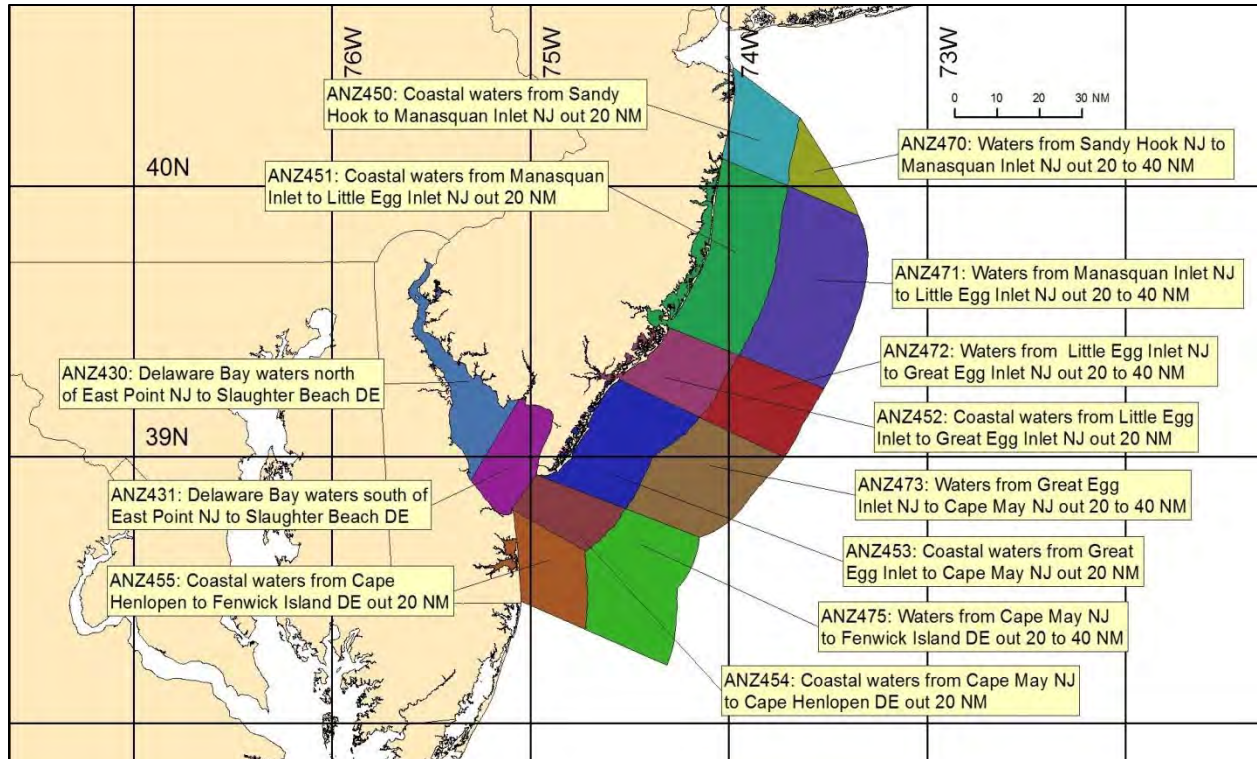 76W
75W
74W
73W
0 10 20 30 NM
ANZ450: Coastal waters from Sandy
Hook to Manasquan Inlet NJ out 20 NM
ANZ470: Waters from Sandy Hook NJ to
Manasquan Inlet NJ out 20 to 40 NM
40N
ANZ451: Coastal waters from Manasquan
Inlet to Little Egg Inlet NJ out 20 NM
ANZ471: Waters from Manasquan Inlet NJ
to Little Egg Inlet NJ out 20 to 40 NM
ANZ472: Waters from Little Egg Inlet NJ
to Great Egg Inlet NJ out 20 to 40 NM
ANZ430: Delaware Bay waters north
of East Point NJ to Slaughter Beach DE
ANZ452: Coastal waters from Little Egg
Inlet to Great Egg Inlet NJ out 20 NM
39N
ANZ473: Waters from Great Egg
Inlet NJ to Cape May NJ out 20 to 40 NM
ANZ431: Delaware Bay waters south of
East Point NJ to Slaughter Beach DE
ANZ453: Coastal waters from Great
Egg Inlet to Cape May NJ out 20 NM
ANZ455: Coastal waters from Cape
Henlopen to Fenwick Island DE out 20 NM
ANZ475: Waters from Cape May NJ
to Fenwick Island DE out 20 to 40 NM
ANZ454: Coastal waters from Cape May NJ
to Cape Henlopen DE out 20 NM